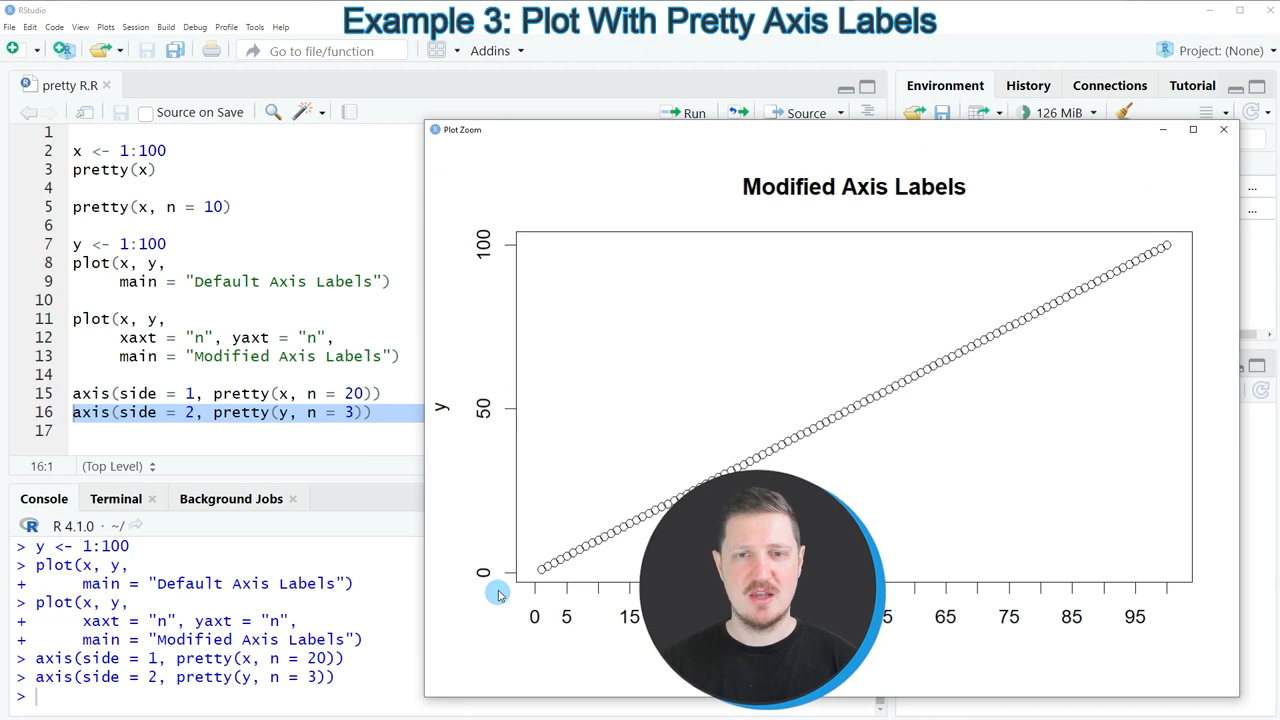 RStudio
Example 3: Plot With Pretty Axis Labels
File Edit Code View Plots Session Build Debug Profile Tools Help
Go to file/function
Addins
Project: (None)
pretty R.R
Environment History Connections Tutorial
Source on Save
Run
Source
126 MiB
1
2 x <- 1:100
3 pretty(x)
4
5 pretty(x, n = 10)
6
7 y <- 1:100
8 plot(x, y,
9 main = "Default Axis Labels")
10
11 plot(x, y,
12 xaxt = "n", yaxt = "n",
13 main = "Modified Axis Labels")
14
15 axis(side = 1, pretty(x, n = 20))
16 axis(side = 2, pretty(y, n = 3))
17
16:1 (Top Level)
Console Terminal Background Jobs
R 4.1.0 · ~/
> y <- 1:100
> plot(x, y,
+ main = "Default Axis Labels")
> plot(x, y,
+ xaxt = "n", yaxt = "n",
+ main = "Modified Axis Labels")
> axis(side = 1, pretty(x, n = 20))
> axis(side = 2, pretty(y, n = 3))
>
Plot Zoom
Modified Axis Labels
100
50
0
y
0 5 15 65 75 85 95